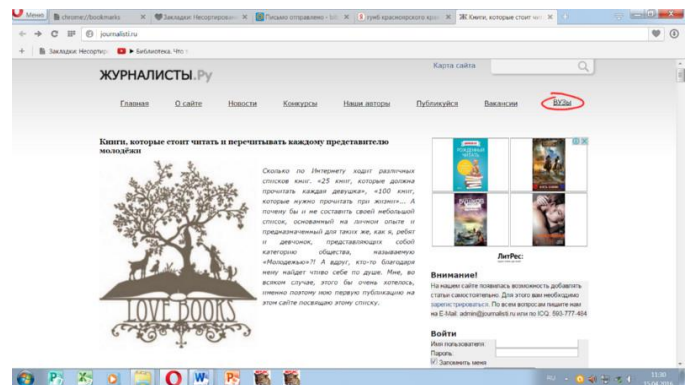 Меню
chrome://bookmarks
Закладки: Несортирован
Письмо отправлено - bib
Книги, которые стоит чит
journalisti.ru
Закладки: Несортир
Библиотека. Что
Карта сайта
ЖУРНАЛИСТЫ.Ру
Главная О сайте Новости Конкурсы Наши авторы Публикуйся Вакансии ВУЗы
Книги, которые стоит читать и перечитывать каждому представителю
молодёжи
Сколько по Интернету ходит различных
списков книг. «25 книг, которые должна
прочитать каждая девушка», «100 книг,
которые нужно прочитать при жизни»... А
почему бы и не составить свой небольшой
список, основанный на личном опыте и
предназначенный для таких же, как я, ребят
и девчонок, представляющих собой
категорию общества, называемую
«Молодежью»?! А вдруг, кто-то благодаря
нему найдет чтиво себе по душе. Мне, во
всяком случае, этого бы очень хотелось,
именно поэтому мою первую публикацию на
этом сайте посвящаю этому списку.
I LOVE BOOKS
ЛитРес:
Внимание!
На нашем сайте появилась возможность добавлять
статьи самостоятельно. Для этого вам необходимо
зарегистрироваться. По всем вопросам пишите нам
на E-Mail: admin@journalisti.ru или по ICQ: 593-777-484
Войти
Имя пользователя
Пароль
Запомнить меня
RU
11:30